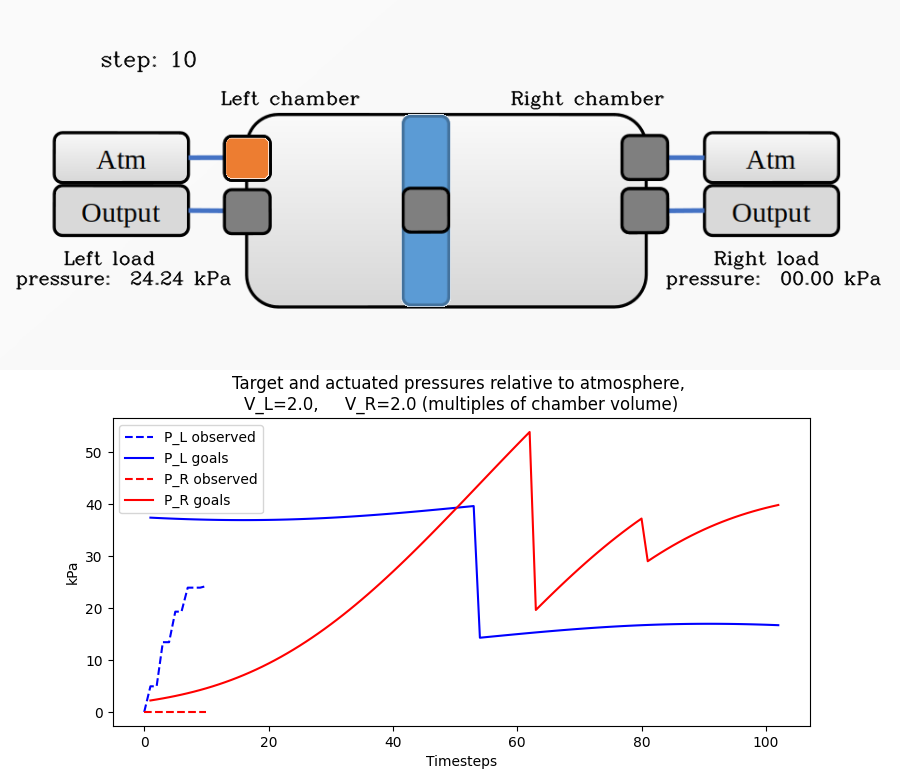 step: 10
Left chamber
Right chamber
Atm
Atm
Output
Output
Left load
pressure: 24.24 kPa
Right load
pressure: 00.00 kPa
Target and actuated pressures relative to atmosphere,
V_L=2.0, V_R=2.0 (multiples of chamber volume)
P_L observed
P_L goals
P_R observed
P_R goals
kPa
50
40
30
20
10
0
0 20 40 60 80 100
Timesteps